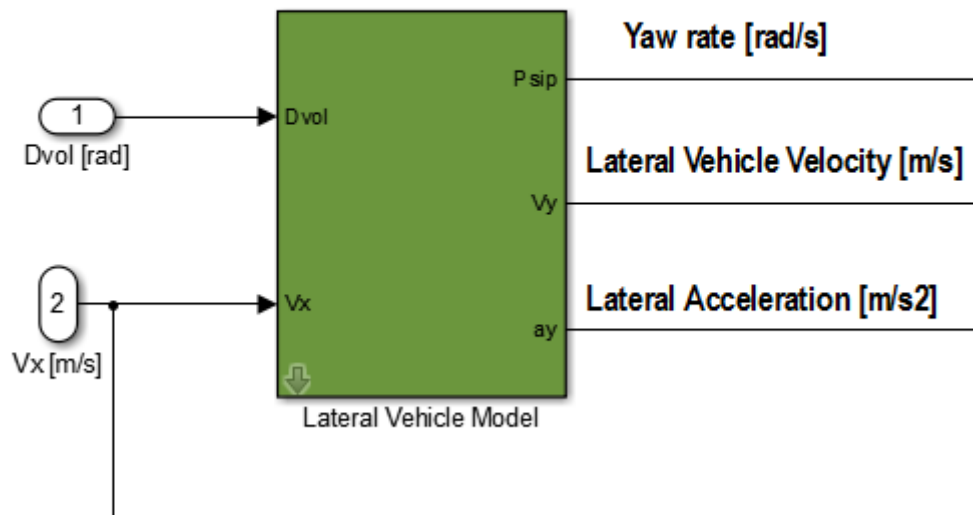 Yaw rate [rad/s]
Psip
1
Dvol
Dvol [rad]
Lateral Vehicle Velocity [m/s]
Vy
2
Vx
Lateral Acceleration [m/s2]
ay
Vx [m/s]
Lateral Vehicle Model